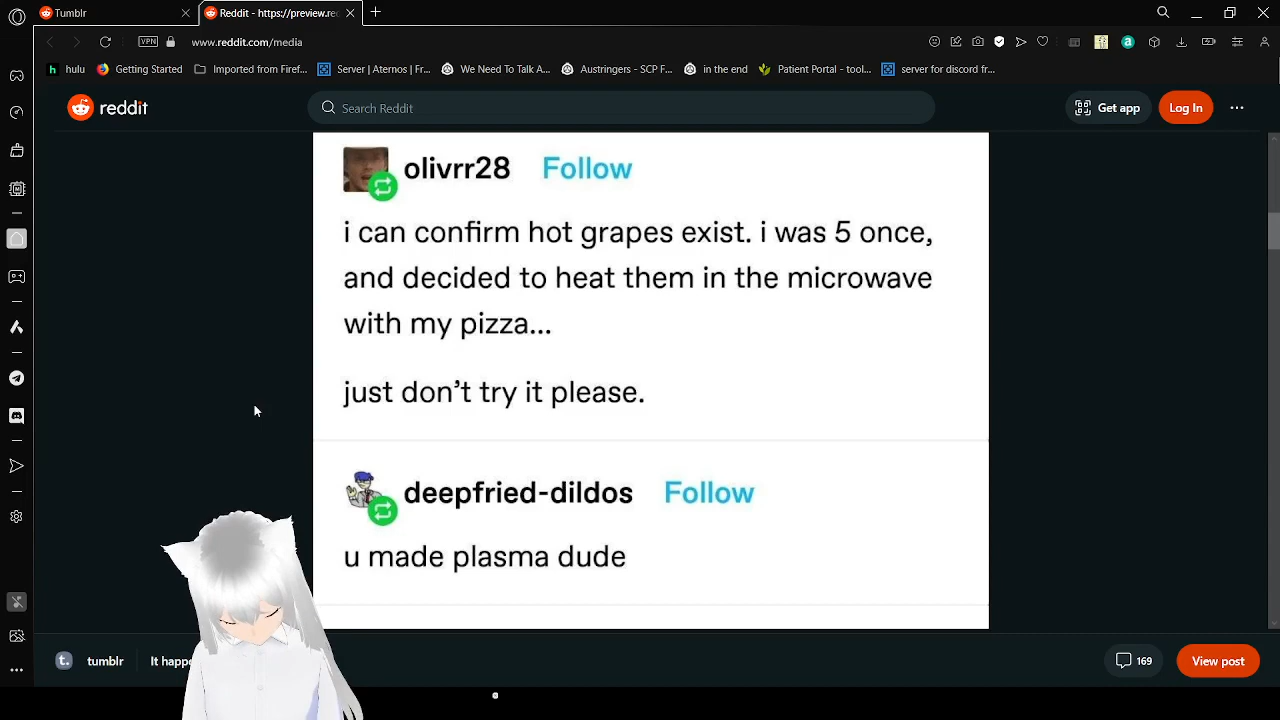 Tumblr
Reddit - https://preview.rec
VPN
www.reddit.com/media
hulu
Getting Started
Imported from Firef...
Server | Aternos | Fr...
We Need To Talk A...
Austringers - SCP F...
in the end
Patient Portal - tool...
server for discord fr...
reddit
Search Reddit
Get app
Log In
olivrr28
Follow
i can confirm hot grapes exist. i was 5 once,
and decided to heat them in the microwave
with my pizza...
just don't try it please.
deepfried-dildos
Follow
u made plasma dude
t.
tumblr
It happ
169
View post